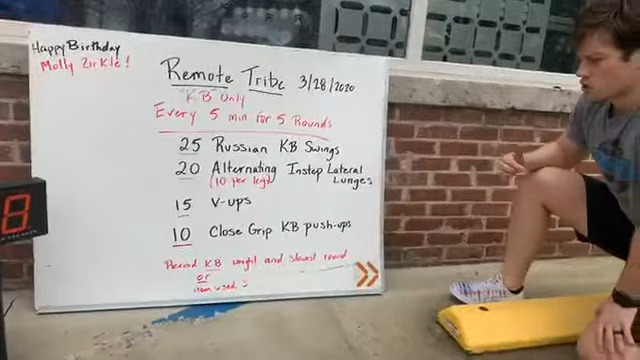 Happy Birthday
Molly Zirkle!
Remote Tribe 3/28/2020
KB Only
Every 5 min for 5 Rounds
25 Russian KB Swings
20 Alternating Instep Lateral Lunges
(10 per leg)
15 V-ups
10 Close Grip KB push-ups
Record KB weight and slowest round
or
item used :
8